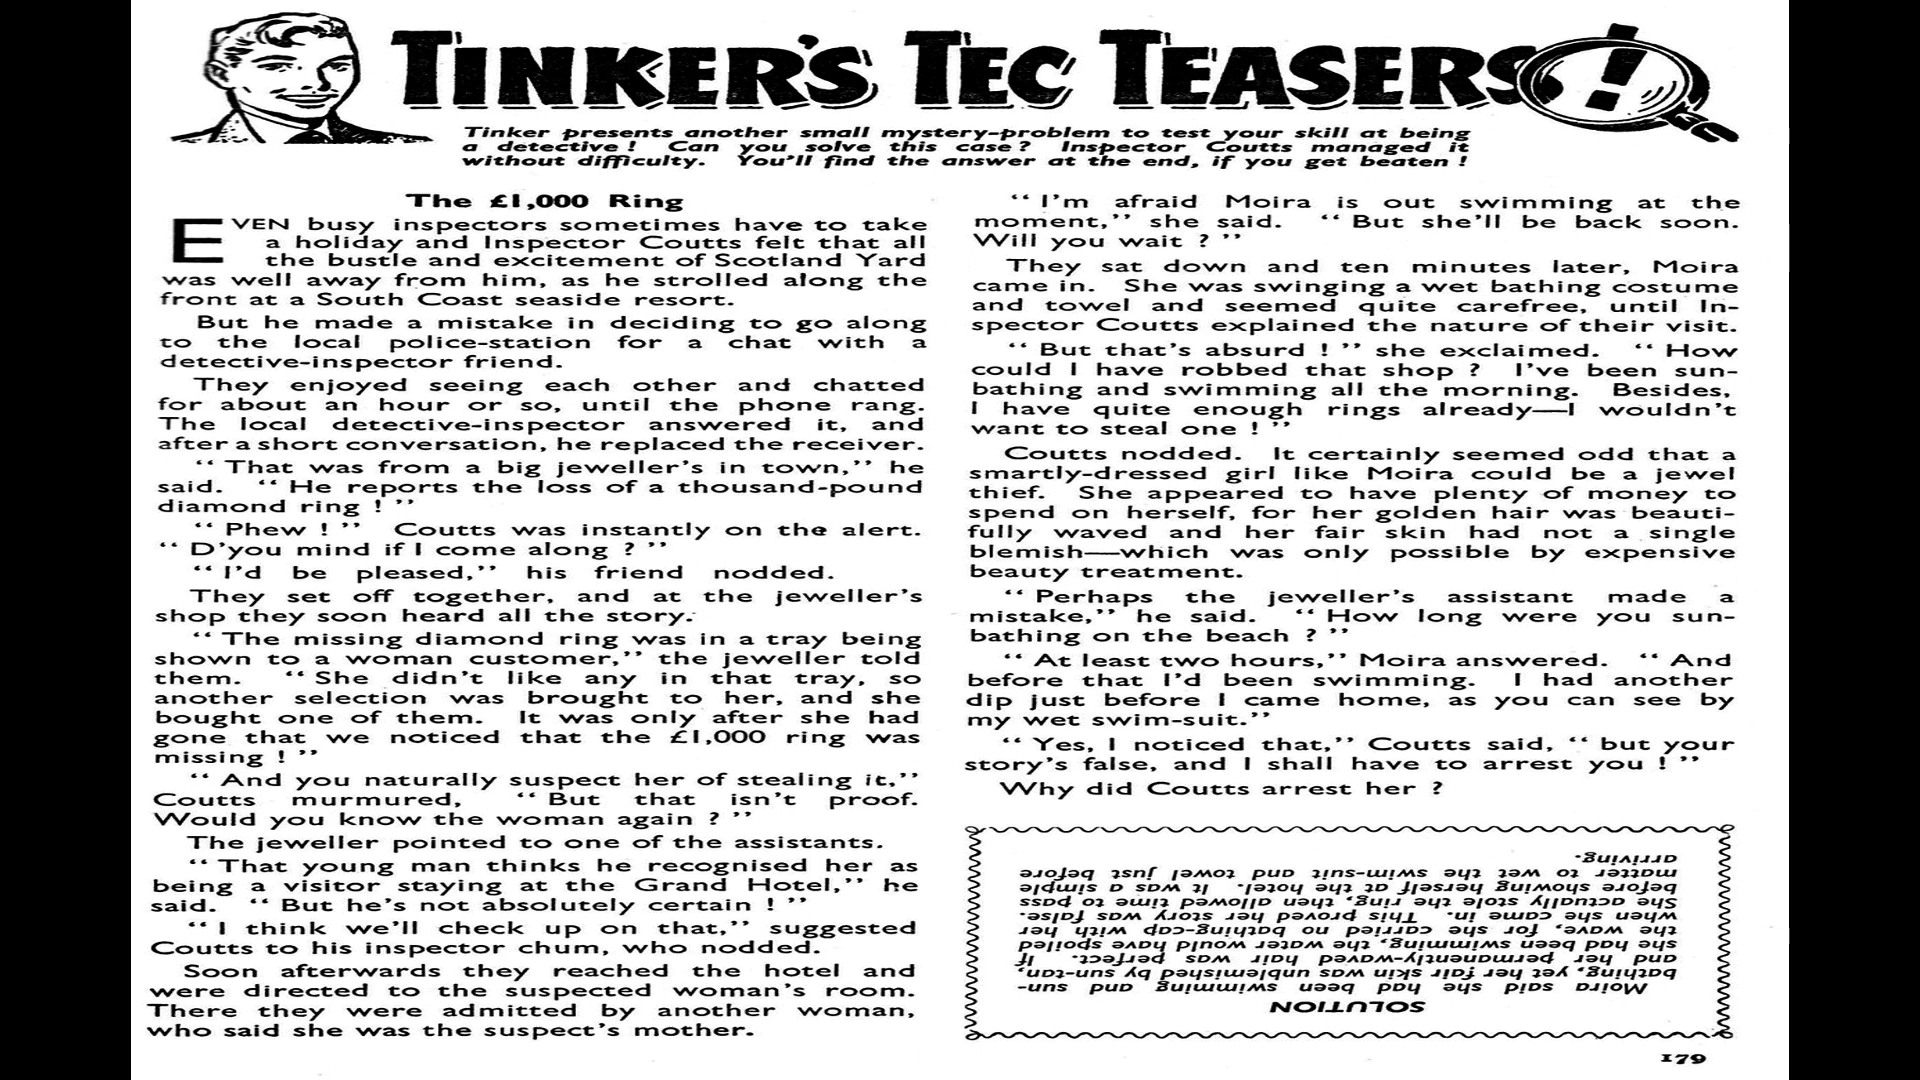 TINKER'S TEC TEASERS!
Tinker presents another small mystery-problem to test your skill at being
a detective! Can you solve this case? Inspector Coutts managed it
without difficulty. You'll find the answer at the end, if you get beaten!
The £1,000 Ring
EVEN busy inspectors sometimes have to take
a holiday and Inspector Coutts felt that all
the bustle and excitement of Scotland Yard
was well away from him, as he strolled along the
front at a South Coast seaside resort.
But he made a mistake in deciding to go along
to the local police-station for a chat with a
detective-inspector friend.
They enjoyed seeing each other and chatted
for about an hour or so, until the phone rang.
The local detective-inspector answered it, and
after a short conversation, he replaced the receiver.
“That was from a big jeweller's in town,” he
said. “He reports the loss of a thousand-pound
diamond ring!”
“Phew!” Coutts was instantly on the alert.
“D'you mind if I come along?”
“I'd be pleased,” his friend nodded.
They set off together, and at the jeweller's
shop they soon heard all the story.
“The missing diamond ring was in a tray being
shown to a woman customer,” the jeweller told
them. “She didn't like any in that tray, so
another selection was brought to her, and she
bought one of them. It was only after she had
gone that we noticed that the £1,000 ring was
missing!”
“And you naturally suspect her of stealing it,”
Coutts murmured, “But that isn't proof.
Would you know the woman again?”
The jeweller pointed to one of the assistants.
“That young man thinks he recognised her as
being a visitor staying at the Grand Hotel,” he
said. “But he's not absolutely certain!”
“I think we'll check up on that,” suggested
Coutts to his inspector chum, who nodded.
Soon afterwards they reached the hotel and
were directed to the suspected woman's room.
There they were admitted by another woman,
who said she was the suspect's mother.
“I'm afraid Moira is out swimming at the
moment,” she said. “But she'll be back soon.
Will you wait?”
They sat down and ten minutes later, Moira
came in. She was swinging a wet bathing costume
and towel and seemed quite carefree, until In-
spector Coutts explained the nature of their visit.
“But that's absurd!” she exclaimed. “How
could I have robbed that shop? I've been sun-
bathing and swimming all the morning. Besides,
I have quite enough rings already—I wouldn't
want to steal one!”
Coutts nodded. It certainly seemed odd that a
smartly-dressed girl like Moira could be a jewel
thief. She appeared to have plenty of money to
spend on herself, for her golden hair was beauti-
fully waved and her fair skin had not a single
blemish—which was only possible by expensive
beauty treatment.
“Perhaps the jeweller's assistant made a
mistake,” he said. “How long were you sun-
bathing on the beach?”
“At least two hours,” Moira answered. “And
before that I'd been swimming. I had another
dip just before I came home, as you can see by
my wet swim-suit.”
“Yes, I noticed that,” Coutts said, “but your
story's false, and I shall have to arrest you!”
Why did Coutts arrest her?
SOLUTION
Moira said she had been swimming and sun-
bathing, yet her fair skin was unblemished by sun-tan,
and her permanently-waved hair was perfect. If
she had been swimming, the water would have spoiled
the wave, for she carried no bathing-cap with her
when she came in. This proved her story was false.
She actually stole the ring, then allowed time to pass
before showing herself at the hotel. It was a simple
matter to wet the swim-suit and towel just before
arriving.
179